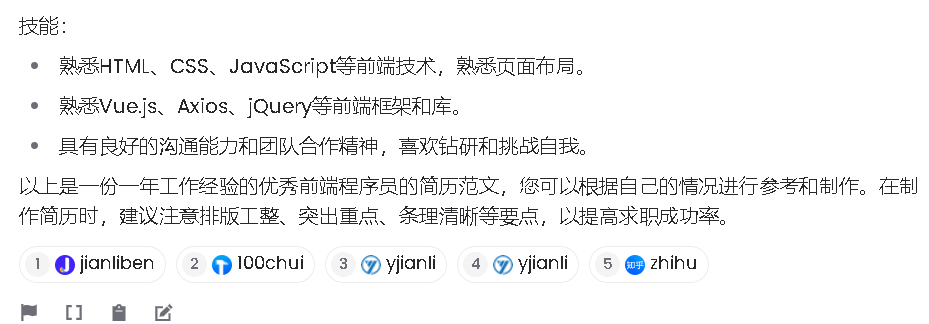 技能：
熟悉HTML、CSS、JavaScript等前端技术，熟悉页面布局。
熟悉Vue.js、Axios、jQuery等前端框架和库。
具有良好的沟通能力和团队合作精神，喜欢钻研和挑战自我。
以上是一份一年工作经验的优秀前端程序员的简历范文，您可以根据自己的情况进行参考和制作。在制
作简历时，建议注意排版工整、突出重点、条理清晰等要点，以提高求职成功率。
1 jianliben 2 100chui 3 yjianli 4 yjianli 5 知乎 zhihu